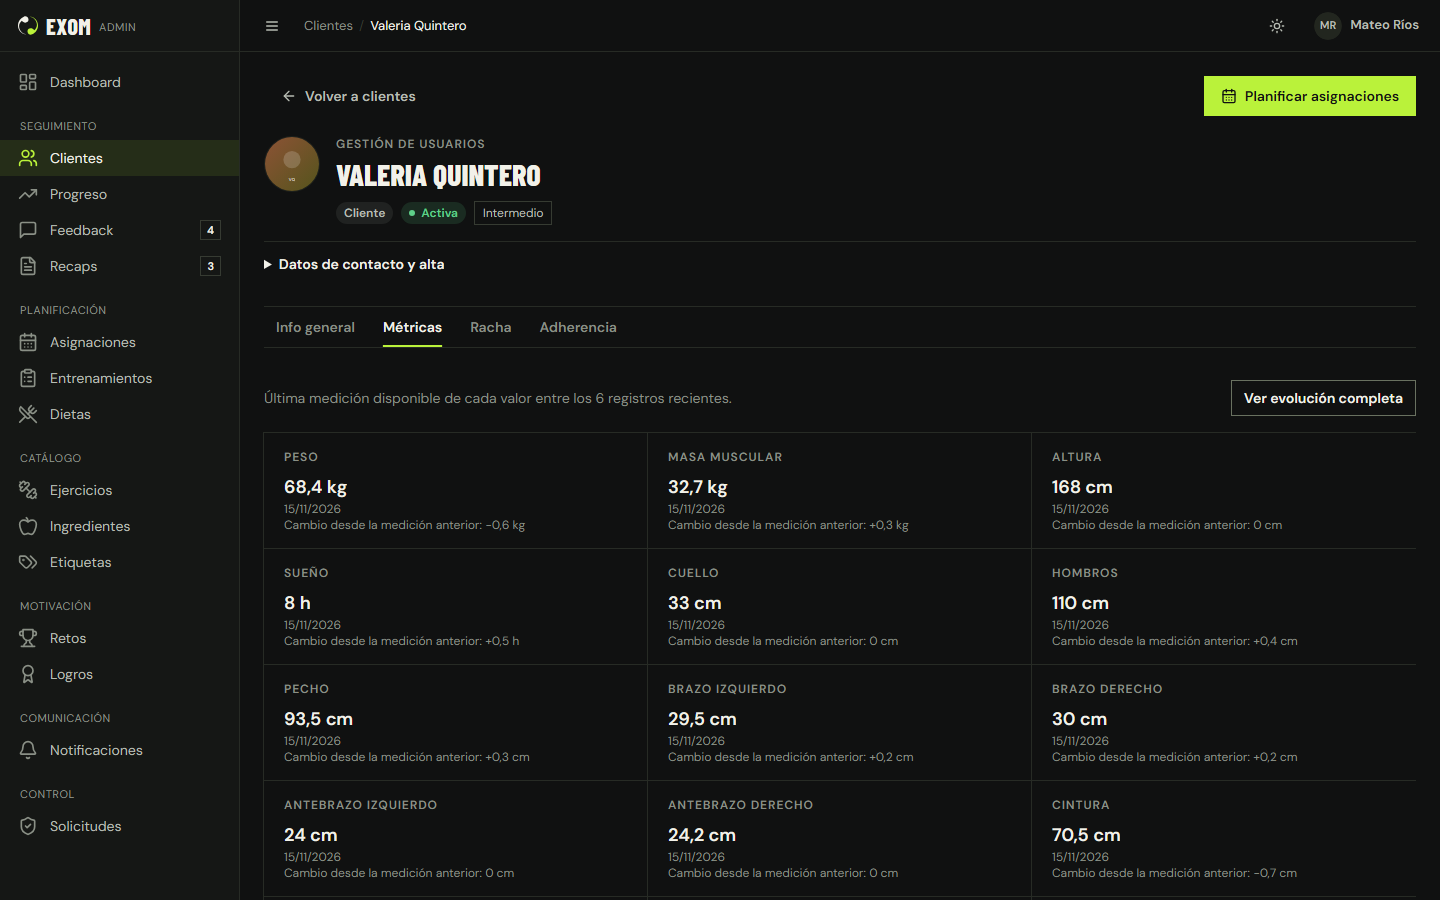 EXOM ADMIN
Clientes / Valeria Quintero
MR Mateo Ríos
Dashboard
SEGUIMIENTO
Clientes
Progreso
Feedback 4
Recaps 3
PLANIFICACIÓN
Asignaciones
Entrenamientos
Dietas
CATÁLOGO
Ejercicios
Ingredientes
Etiquetas
MOTIVACIÓN
Retos
Logros
COMUNICACIÓN
Notificaciones
CONTROL
Solicitudes
Volver a clientes
Planificar asignaciones
VQ
GESTIÓN DE USUARIOS
VALERIA QUINTERO
Cliente Activa Intermedio
Datos de contacto y alta
Info general Métricas Racha Adherencia
Última medición disponible de cada valor entre los 6 registros recientes.
Ver evolución completa
PESO
68,4 kg
15/11/2026
Cambio desde la medición anterior: -0,6 kg
MASA MUSCULAR
32,7 kg
15/11/2026
Cambio desde la medición anterior: +0,3 kg
ALTURA
168 cm
15/11/2026
Cambio desde la medición anterior: 0 cm
SUEÑO
8 h
15/11/2026
Cambio desde la medición anterior: +0,5 h
CUELLO
33 cm
15/11/2026
Cambio desde la medición anterior: 0 cm
HOMBROS
110 cm
15/11/2026
Cambio desde la medición anterior: +0,4 cm
PECHO
93,5 cm
15/11/2026
Cambio desde la medición anterior: +0,3 cm
BRAZO IZQUIERDO
29,5 cm
15/11/2026
Cambio desde la medición anterior: +0,2 cm
BRAZO DERECHO
30 cm
15/11/2026
Cambio desde la medición anterior: +0,2 cm
ANTEBRAZO IZQUIERDO
24 cm
15/11/2026
Cambio desde la medición anterior: 0 cm
ANTEBRAZO DERECHO
24,2 cm
15/11/2026
Cambio desde la medición anterior: 0 cm
CINTURA
70,5 cm
15/11/2026
Cambio desde la medición anterior: -0,7 cm